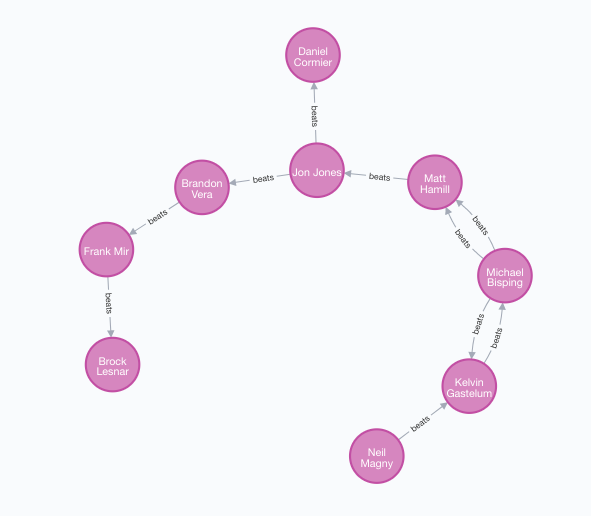 Daniel
Cormier
beats
Jon Jones
beats
Matt
Hamill
Brandon
Vera
beats
beats
Frank Mir
beats
beats
beats
Michael
Bisping
beats
beats
Brock
Lesnar
Kelvin
Gastelum
beats
Neil
Magny